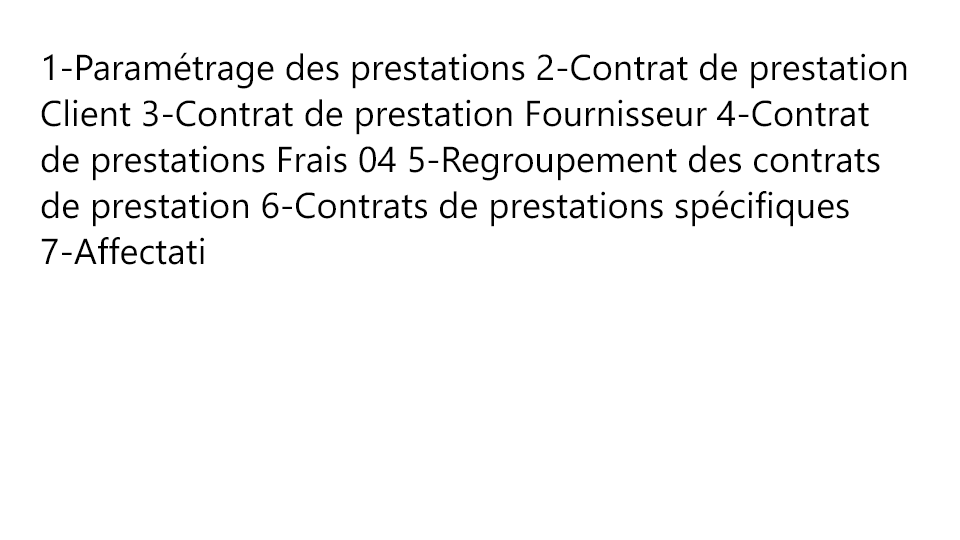 1-Paramétrage des prestations 2-Contrat de prestation
Client 3-Contrat de prestation Fournisseur 4-Contrat
de prestations Frais 04 5-Regroupement des contrats
de prestation 6-Contrats de prestations spécifiques
7-Affectati